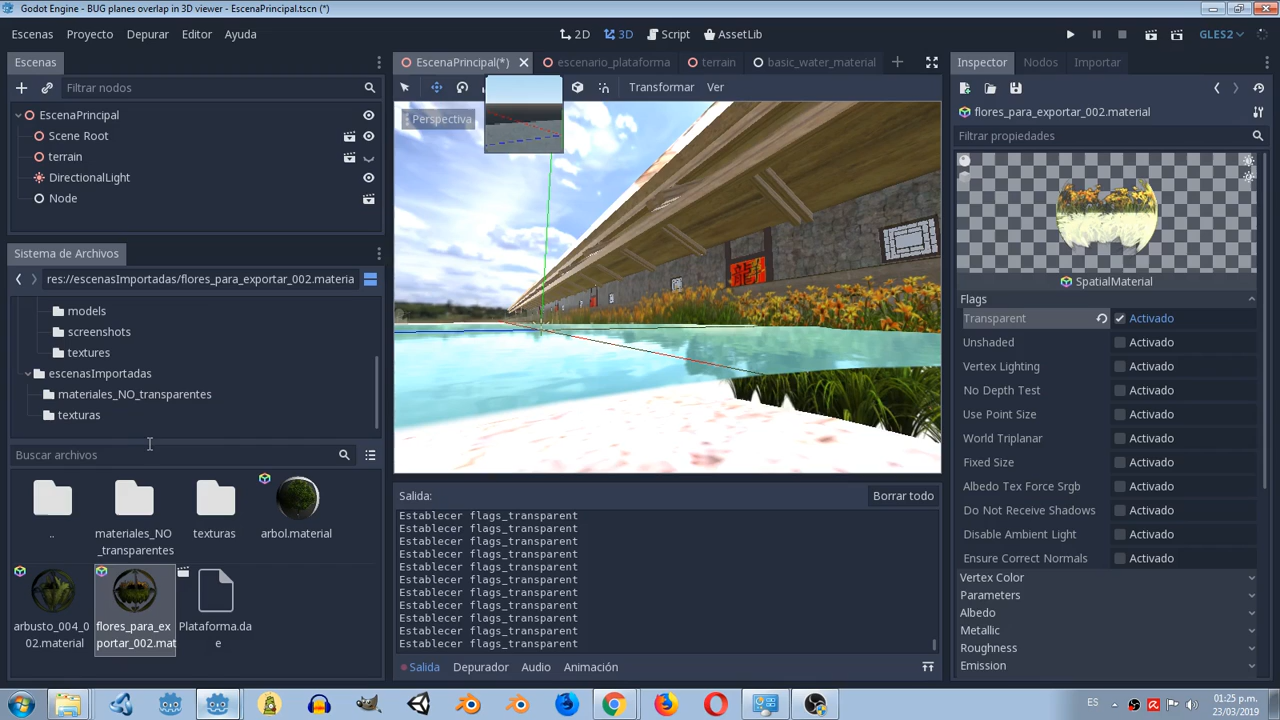 Godot Engine - BUG planes overlap in 3D viewer - EscenaPrincipal.tscn (*)
Escenas Proyecto Depurar Editor Ayuda
2D 3D Script AssetLib
GLES2
Escenas
Filtrar nodos
EscenaPrincipal
Scene Root
terrain
DirectionalLight
Node
Sistema de Archivos
res://escenasImportadas/flores_para_exportar_002.materia
models
screenshots
textures
escenasImportadas
materiales_NO_transparentes
texturas
Buscar archivos
..
materiales_NO
_transparentes
texturas
arbol.material
arbusto_004_0
02.material
flores_para_ex
portar_002.mat
Plataforma.da
e
EscenaPrincipal(*) escenario_plataforma terrain basic_water_material
Transformar Ver
Perspectiva
Salida:
Borrar todo
Establecer flags_transparent
Establecer flags_transparent
Establecer flags_transparent
Establecer flags_transparent
Establecer flags_transparent
Establecer flags_transparent
Establecer flags_transparent
Establecer flags_transparent
Establecer flags_transparent
Establecer flags_transparent
Establecer flags_transparent
Salida Depurador Audio Animación
Inspector Nodos Importar
flores_para_exportar_002.material
Filtrar propiedades
SpatialMaterial
Flags
Transparent Activado
Unshaded Activado
Vertex Lighting Activado
No Depth Test Activado
Use Point Size Activado
World Triplanar Activado
Fixed Size Activado
Albedo Tex Force Srgb Activado
Do Not Receive Shadows Activado
Disable Ambient Light Activado
Ensure Correct Normals Activado
Vertex Color
Parameters
Albedo
Metallic
Roughness
Emission
ES
01:25 p.m.
23/03/2019